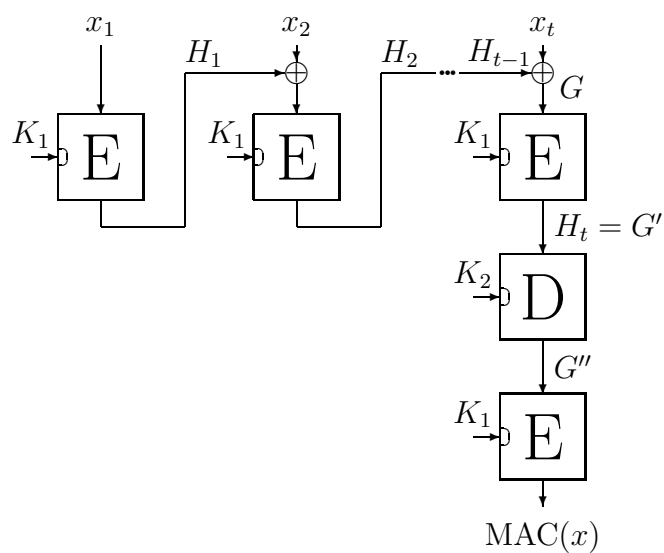 x₁ x₂ xₜ
H₁ H₂ ••• Hₜ₋₁
G
K₁ E K₁ E K₁ E
Hₜ = G′
K₂ D
G″
K₁ E
MAC(x)